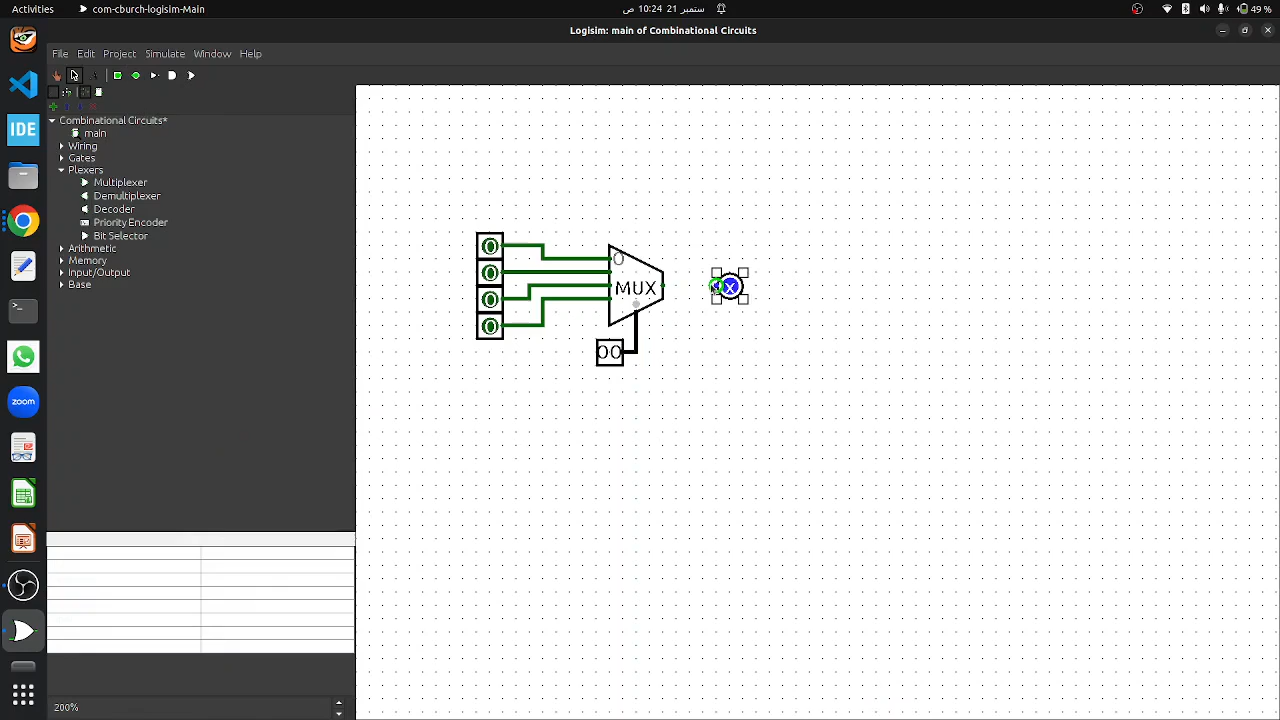 Activities
com-cburch-logisim-Main
ص 10:24 21 سبتمبر
49 %
Logisim: main of Combinational Circuits
File Edit Project Simulate Window Help
Combinational Circuits*
main
Wiring
Gates
Plexers
Multiplexer
Demultiplexer
Decoder
Priority Encoder
Bit Selector
Arithmetic
Memory
Input/Output
Base
IDE
zoom
0
0
0
0
0
MUX
00
x
200%